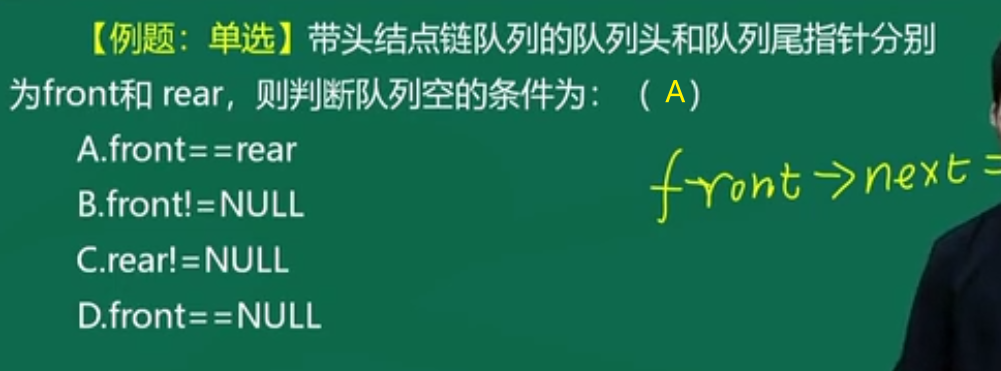 【例题：单选】带头结点链队列的队列头和队列尾指针分别
为front和 rear，则判断队列空的条件为：（ A）
A.front==rear
B.front!=NULL
C.rear!=NULL
D.front==NULL
front→next=